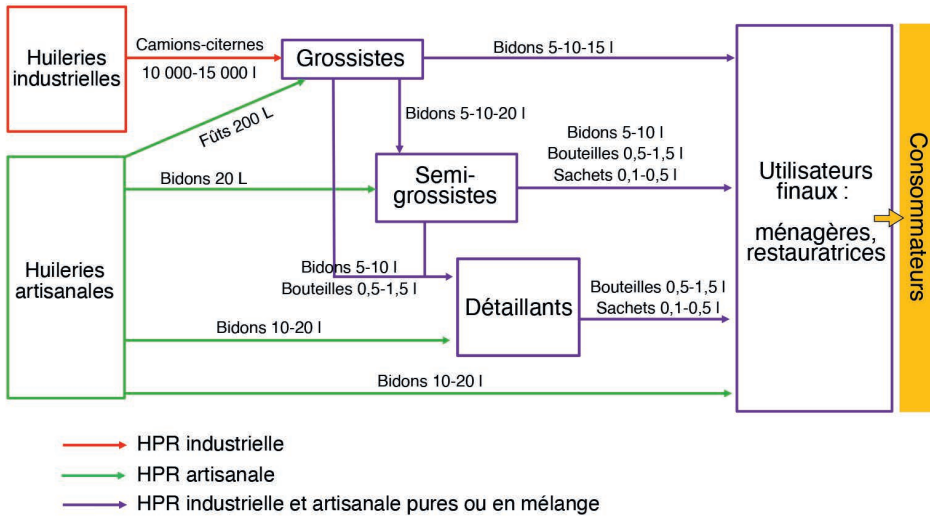 Huileries
industrielles
Camions-citernes
10 000-15 000 l
Grossistes
Bidons 5-10-15 l
Fûts 200 L
Bidons 5-10-20 l
Bidons 20 L
Semi-
grossistes
Bidons 5-10 l
Bouteilles 0,5-1,5 l
Sachets 0,1-0,5 l
Utilisateurs
finaux :
ménagères,
restauratrices
Consommateurs
Huileries
artisanales
Bidons 5-10 l
Bouteilles 0,5-1,5 l
Détaillants
Bouteilles 0,5-1,5 l
Sachets 0,1-0,5 l
Bidons 10-20 l
Bidons 10-20 l
HPR industrielle
HPR artisanale
HPR industrielle et artisanale pures ou en mélange